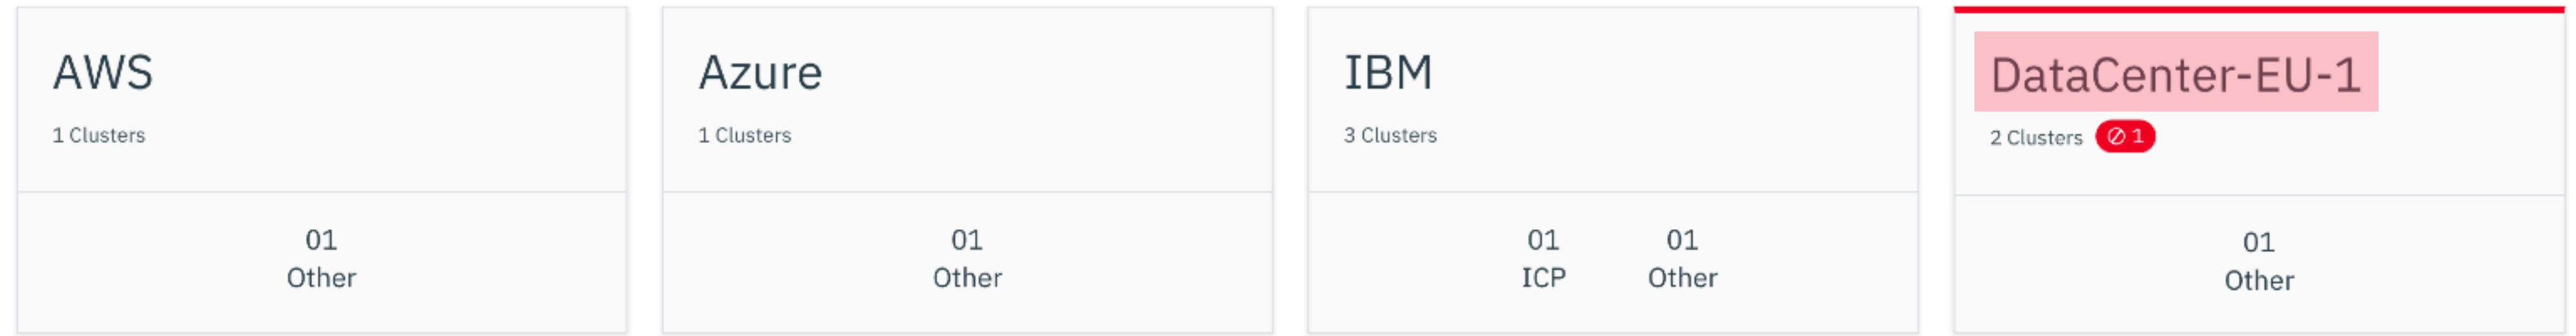 AWS
1 Clusters
01
Other
Azure
1 Clusters
01
Other
IBM
3 Clusters
01
ICP
01
Other
DataCenter-EU-1
2 Clusters 1
01
Other